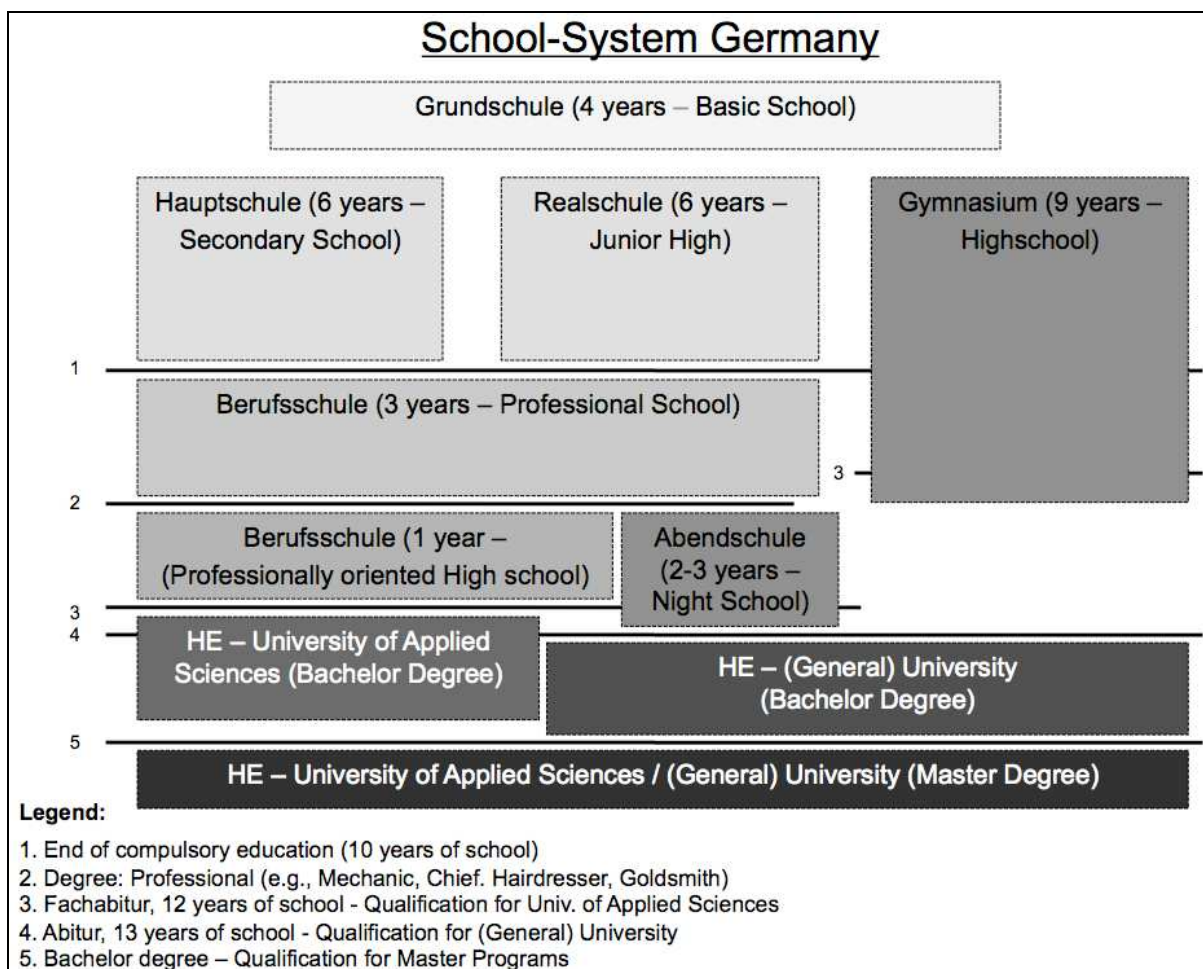 School-System Germany
Grundschule (4 years – Basic School)
Hauptschule (6 years –
Secondary School)
Realschule (6 years –
Junior High)
Gymnasium (9 years –
Highschool)
1
Berufsschule (3 years – Professional School)
3
2
Berufsschule (1 year –
(Professionally oriented High school)
Abendschule
(2-3 years –
Night School)
3
4
HE – University of Applied
Sciences (Bachelor Degree)
HE – (General) University
(Bachelor Degree)
5
HE – University of Applied Sciences / (General) University (Master Degree)
Legend:
1. End of compulsory education (10 years of school)
2. Degree: Professional (e.g., Mechanic, Chief. Hairdresser, Goldsmith)
3. Fachabitur, 12 years of school - Qualification for Univ. of Applied Sciences
4. Abitur, 13 years of school - Qualification for (General) University
5. Bachelor degree – Qualification for Master Programs